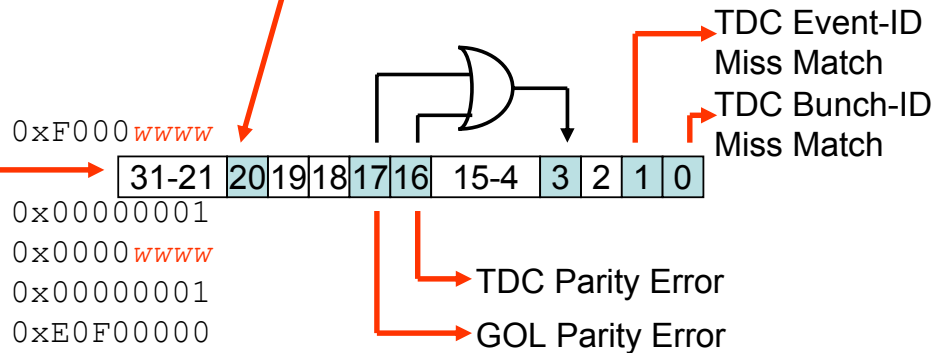 TDC Event-ID
Miss Match
TDC Bunch-ID
Miss Match
0xF000wwww
31-21 20 19 18 17 16 15-4 3 2 1 0
0x00000001
0x0000wwww
0x00000001
0xE0F00000
TDC Parity Error
GOL Parity Error